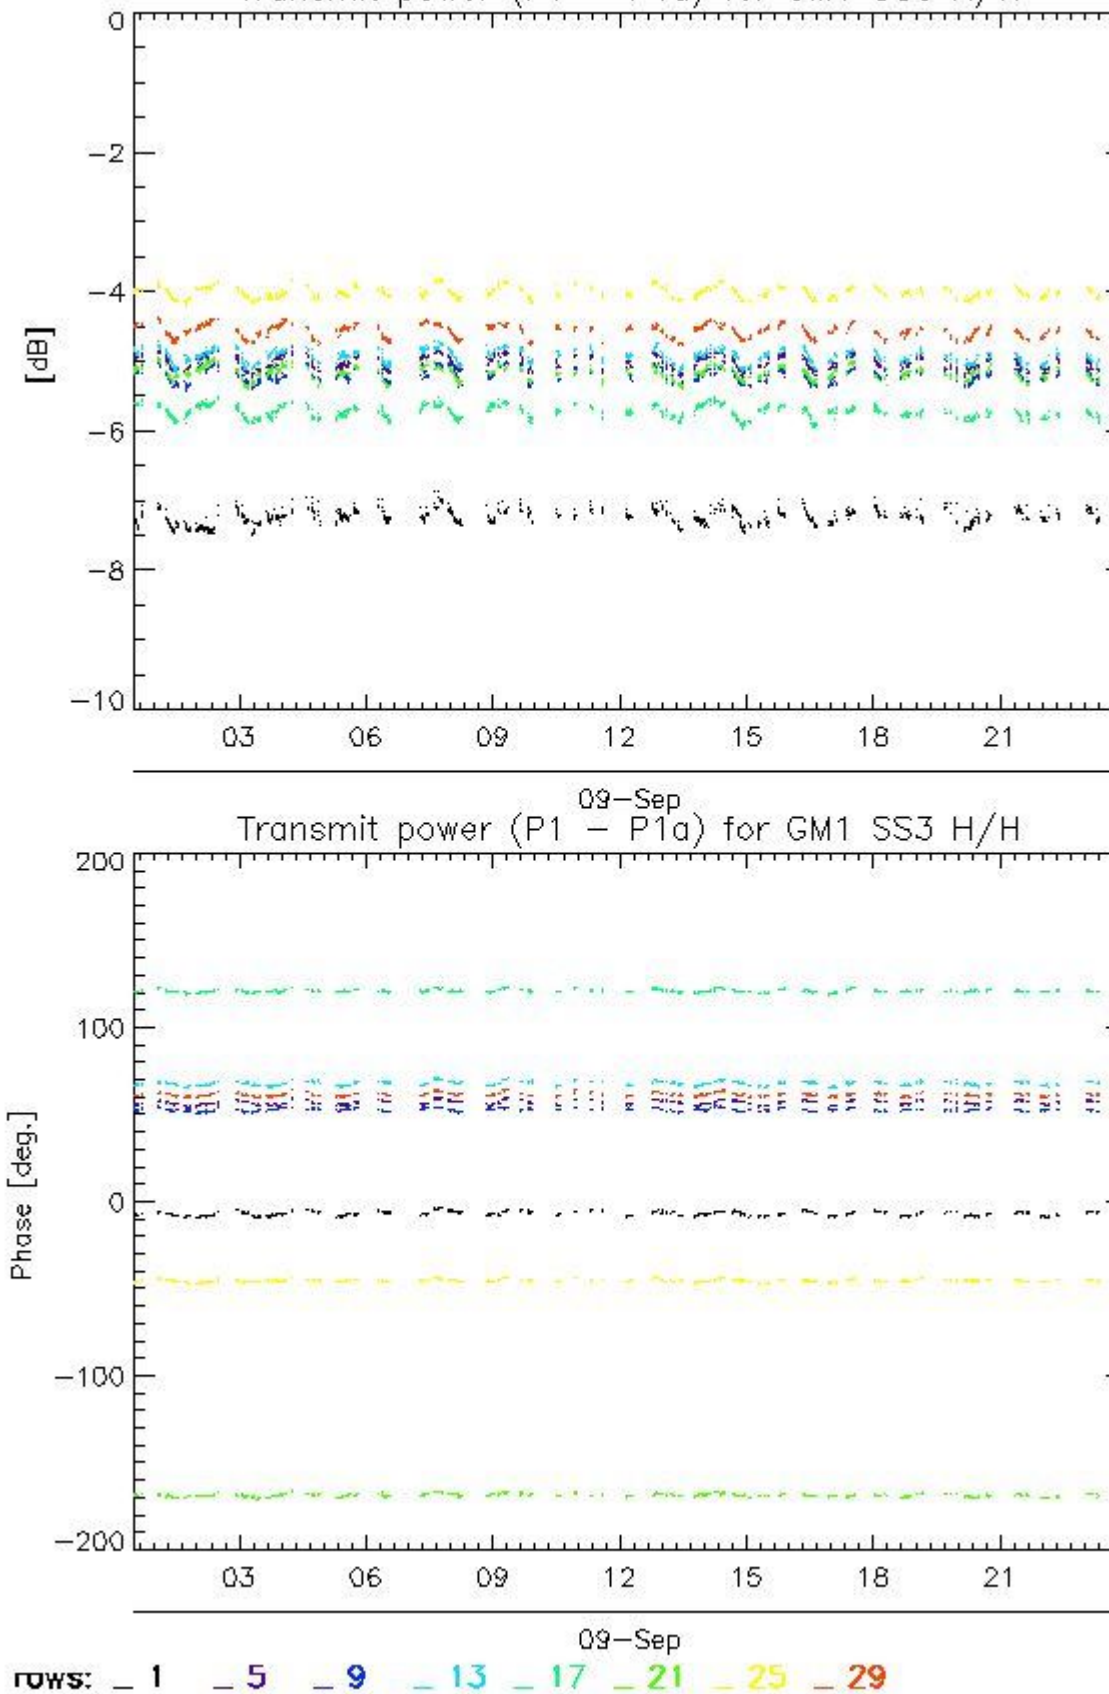 0
-2
-4
[dB]
-6
-8
-10
03 06 09 12 15 18 21
09-Sep
Transmit power (P1 - P1a) for GM1 SS3 H/H
200
100
Phase [deg.]
0
-100
-200
03 06 09 12 15 18 21
09-Sep
rows: _ 1 _ 5 _ 9 _ 13 _ 17 _ 21 _ 25 _ 29